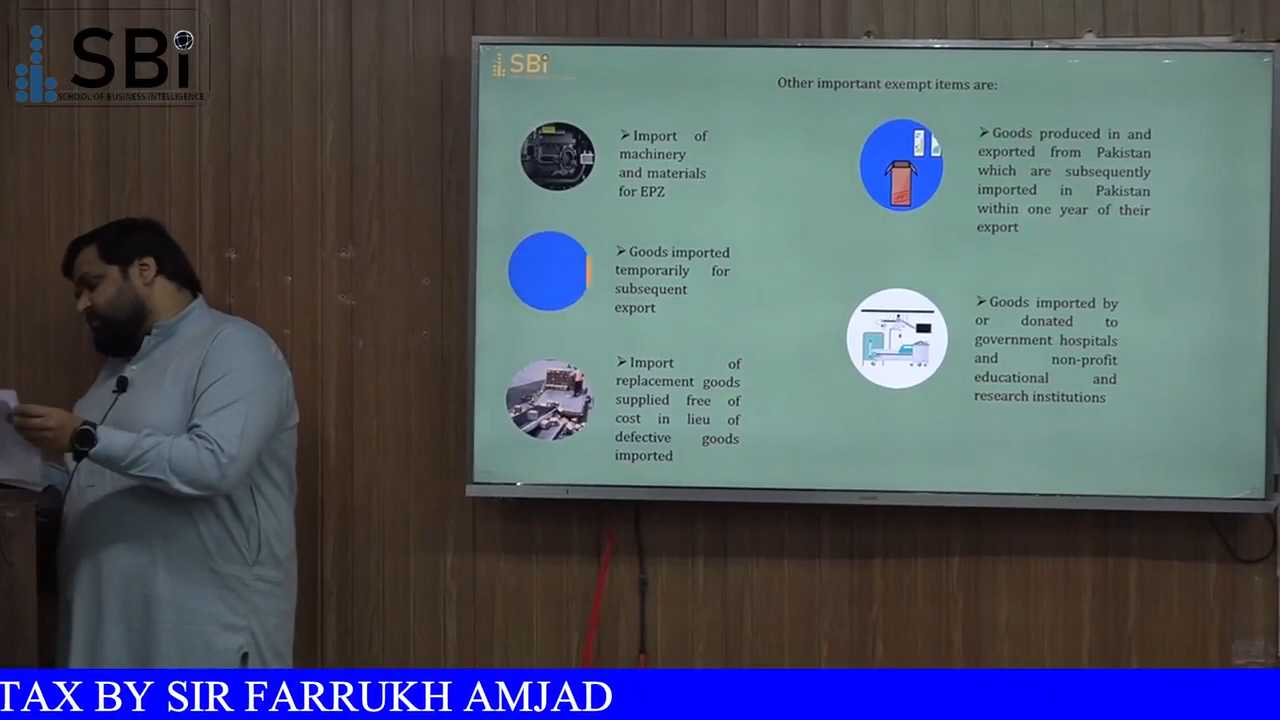 SBi
SCHOOL OF BUSINESS INTELLIGENCE
SBi
Other important exempt items are:
➢Import of
machinery
and materials
for EPZ
➢Goods imported
temporarily for
subsequent
export
➢Import of
replacement goods
supplied free of
cost in lieu of
defective goods
imported
➢Goods produced in and
exported from Pakistan
which are subsequently
imported in Pakistan
within one year of their
export
➢Goods imported by
or donated to
government hospitals
and non-profit
educational and
research institutions
TAX BY SIR FARRUKH AMJAD